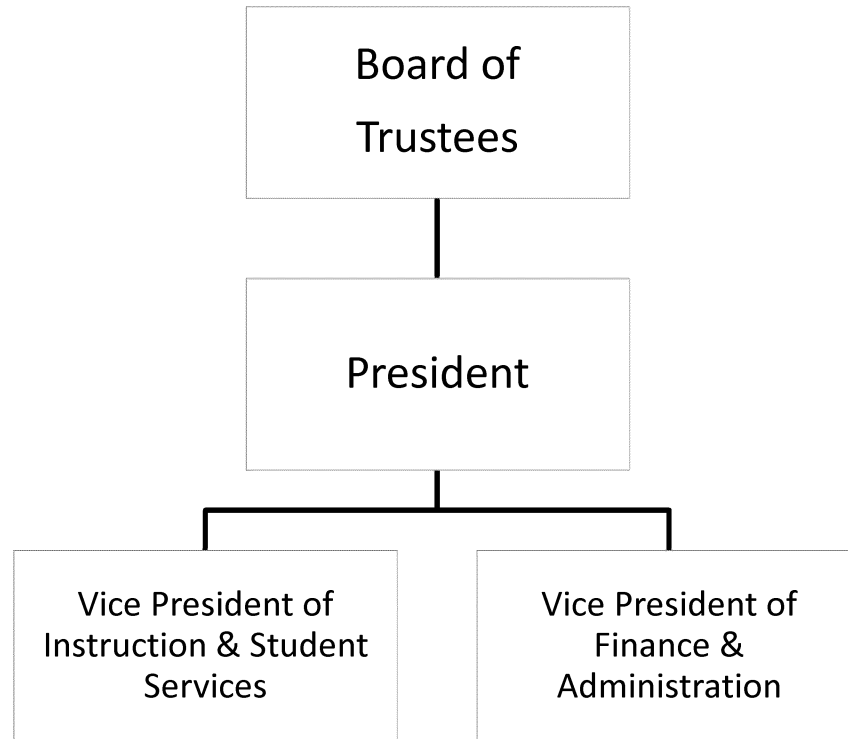 Board of
Trustees
President
Vice President of
Instruction & Student
Services
Vice President of
Finance &
Administration